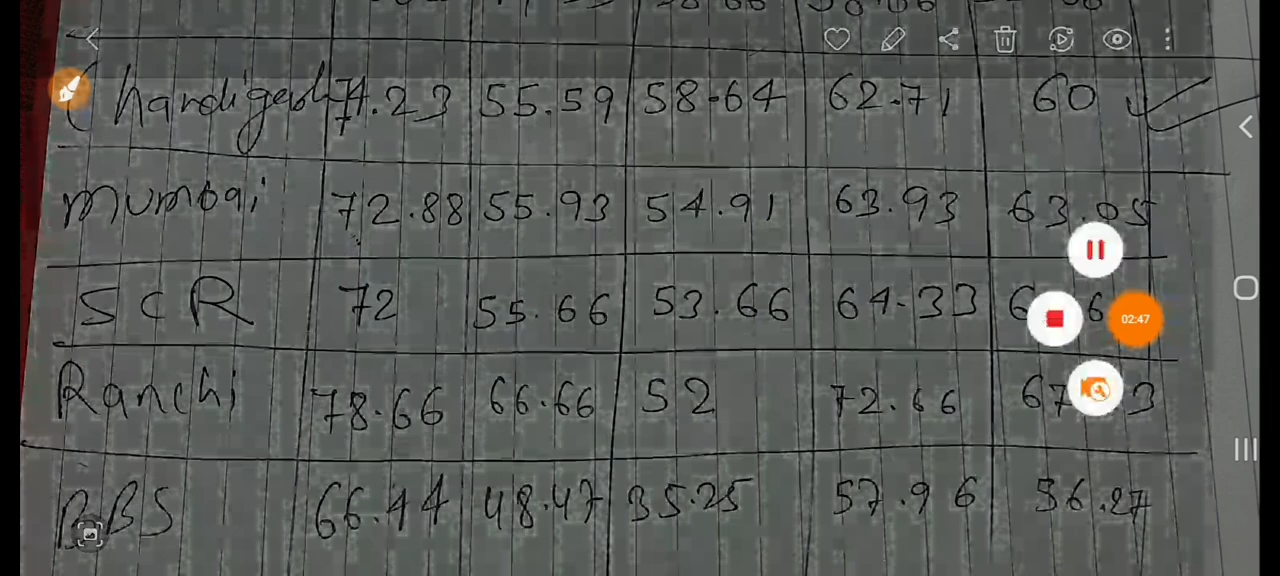 Chandigarh 71.23 55.59 58.64 62.71 60
Mumbai 72.88 55.93 54.91 63.93 63.05
SCR 72 55.66 53.66 64.33
02:47
Ranchi 78.66 66.66 52 72.66
BBS 66.44 48.47 35.25 57.96 56.27